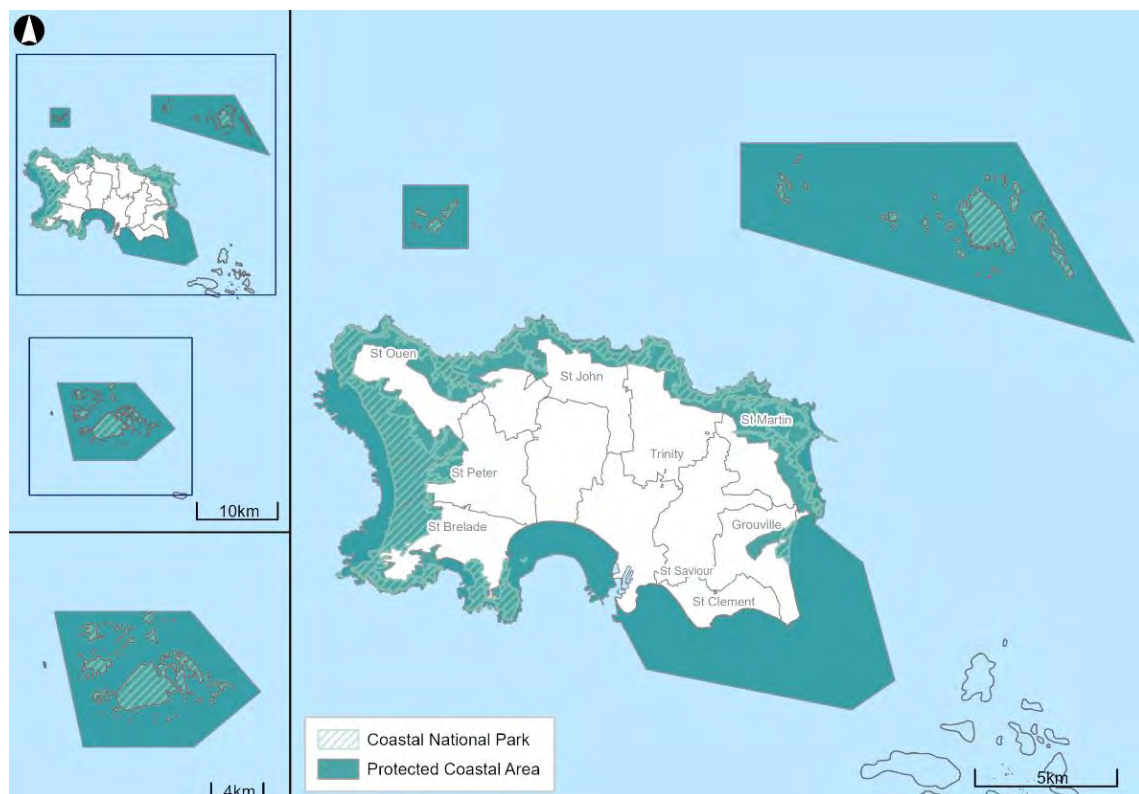 10km
4km
St Ouen
St John
St Martin
Trinity
St Peter
St Brelade
Grouville
St Saviour
St Clement
Coastal National Park
Protected Coastal Area
5km